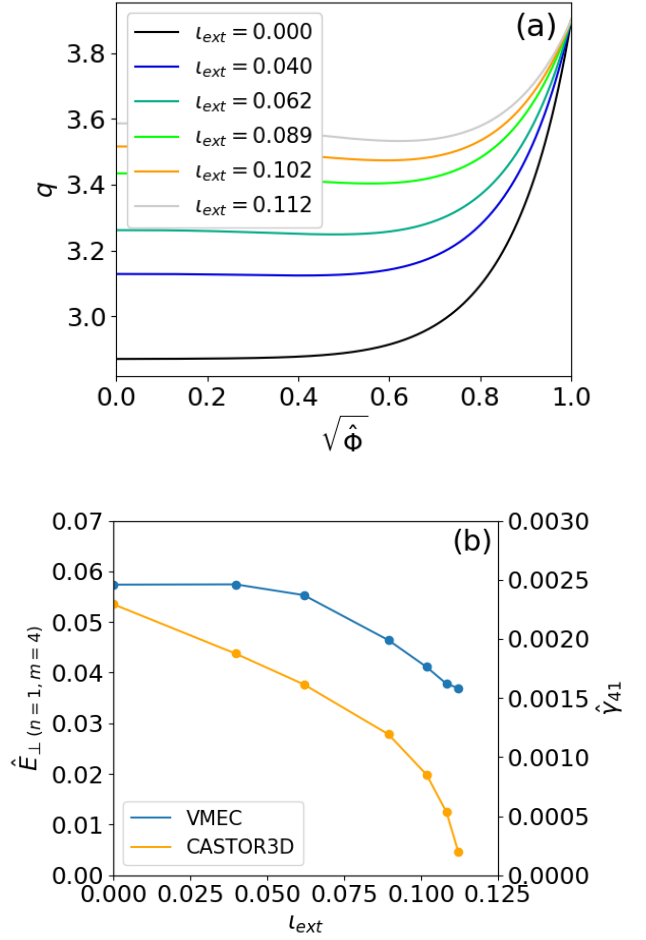 (a)
ι_ext = 0.000
ι_ext = 0.040
ι_ext = 0.062
ι_ext = 0.089
ι_ext = 0.102
ι_ext = 0.112
q
3.8
3.6
3.4
3.2
3.0
0.0 0.2 0.4 0.6 0.8 1.0
√Φ̂
(b)
0.07
0.06
0.05
0.04
0.03
0.02
0.01
0.00
Ê⊥ (n = 1, m = 4)
0.0030
0.0025
0.0020
0.0015
0.0010
0.0005
0.0000
γ̂41
VMEC
CASTOR3D
0.000 0.025 0.050 0.075 0.100 0.125
ι_ext